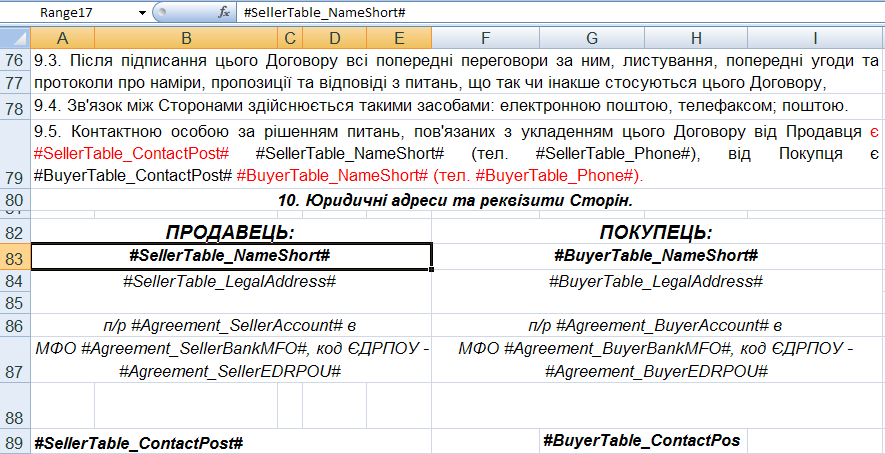 Range17 fx #SellerTable_NameShort#
A B C D E F G H I
76 9.3. Після підписання цього Договору всі попередні переговори за ним, листування, попередні угоди та
77 протоколи про наміри, пропозиції та відповіді з питань, що так чи інакше стосуються цього Договору,
78 9.4. Зв'язок між Сторонами здійснюється такими засобами: електронною поштою, телефаксом; поштою.
9.5. Контактною особою за рішенням питань, пов'язаних з укладенням цього Договору від Продавця є
#SellerTable_ContactPost# #SellerTable_NameShort# (тел. #SellerTable_Phone#), від Покупця є
79 #BuyerTable_ContactPost# #BuyerTable_NameShort# (тел. #BuyerTable_Phone#).
80 10. Юридичні адреси та реквізити Сторін.
82 ПРОДАВЕЦЬ: ПОКУПЕЦЬ:
83 #SellerTable_NameShort# #BuyerTable_NameShort#
84 #SellerTable_LegalAddress# #BuyerTable_LegalAddress#
85
86 п/р #Agreement_SellerAccount# в п/р #Agreement_BuyerAccount# в
МФО #Agreement_SellerBankMFO#, код ЄДРПОУ - МФО #Agreement_BuyerBankMFO#, код ЄДРПОУ -
87 #Agreement_SellerEDRPOU# #Agreement_BuyerEDRPOU#
88
89 #SellerTable_ContactPost# #BuyerTable_ContactPos